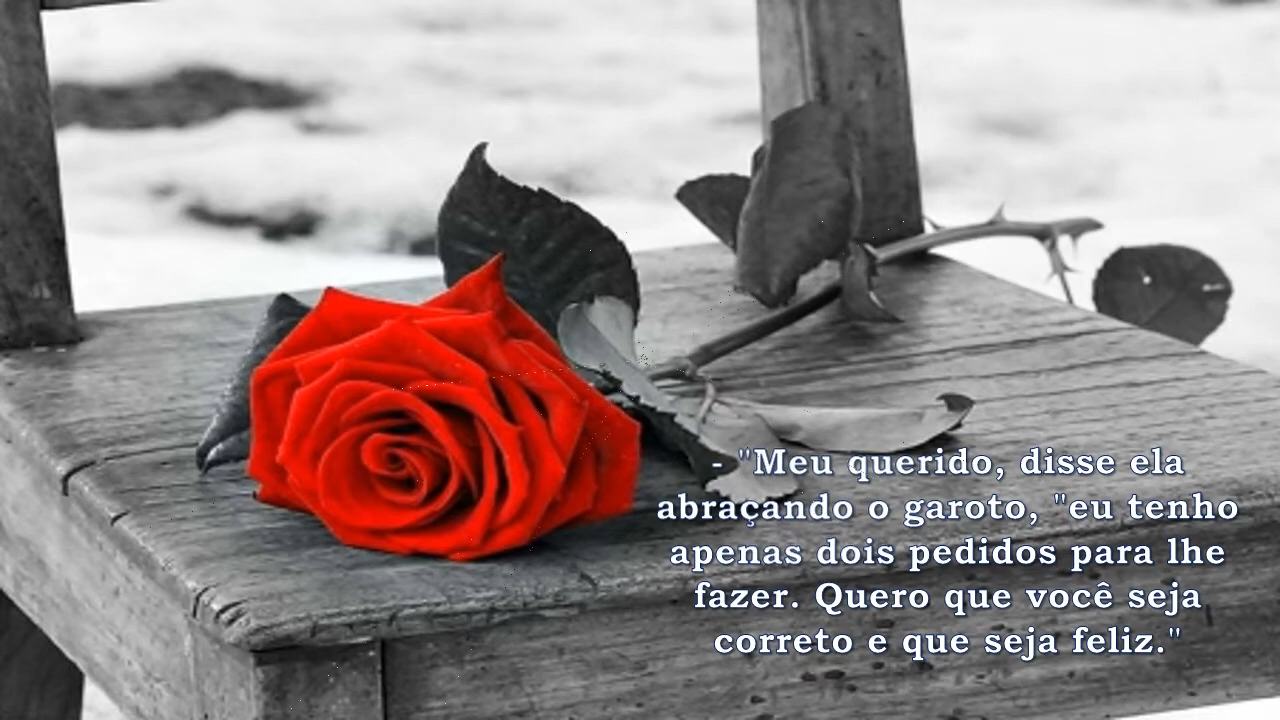 - "Meu querido, disse ela
abraçando o garoto, "eu tenho
apenas dois pedidos para lhe
fazer. Quero que você seja
correto e que seja feliz."